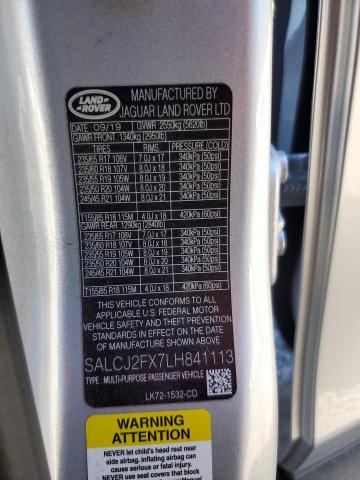 LAND-
ROVER
MANUFACTURED BY
JAGUAR LAND ROVER LTD
DATE 09/19 GVWR 2550kg (5620lb)
GAWR FRONT 1340kg (2950lb)
TIRES RIMS PRESSURE (COLD)
235/65 R17 108V 7.0J x 17 340kPa (50psi)
235/60 R18 107V 8.0J x 18 340kPa (50psi)
235/55 R19 105W 8.0J x 19 340kPa (50psi)
235/50 R20 104W 8.0J x 20 340kPa (50psi)
245/45 R21 104W 8.0J x 21 340kPa (50psi)
T155/85 R18 115M 4.0J x 18 420kPa (60psi)
GAWR REAR 1290kg (2840lb)
235/65 R17 108V 7.0J x 17 340kPa (50psi)
235/60 R18 107V 8.0J x 18 340kPa (50psi)
235/55 R19 105W 8.0J x 19 340kPa (50psi)
235/50 R20 104W 8.0J x 20 340kPa (50psi)
245/45 R21 104W 8.0J x 21 340kPa (50psi)
T155/85 R18 115M 4.0J x 18 420kPa (60psi)
THIS VEHICLE CONFORMS TO ALL
APPLICABLE U.S. FEDERAL MOTOR
VEHICLE SAFETY
STANDARDS IN EFFECT ON THE DATE OF
MANUFACTURE SHOWN ABOVE
SALCJ2FX7LH841113
TYPE: MULTI-PURPOSE PASSENGER VEHICLE
LK72-1532-CD
WARNING
AVERTISSEMENT
NEVER let children rest near
side airbag. inflating airbag can
cause serious or fatal injury.
NEVER use seat covers that block